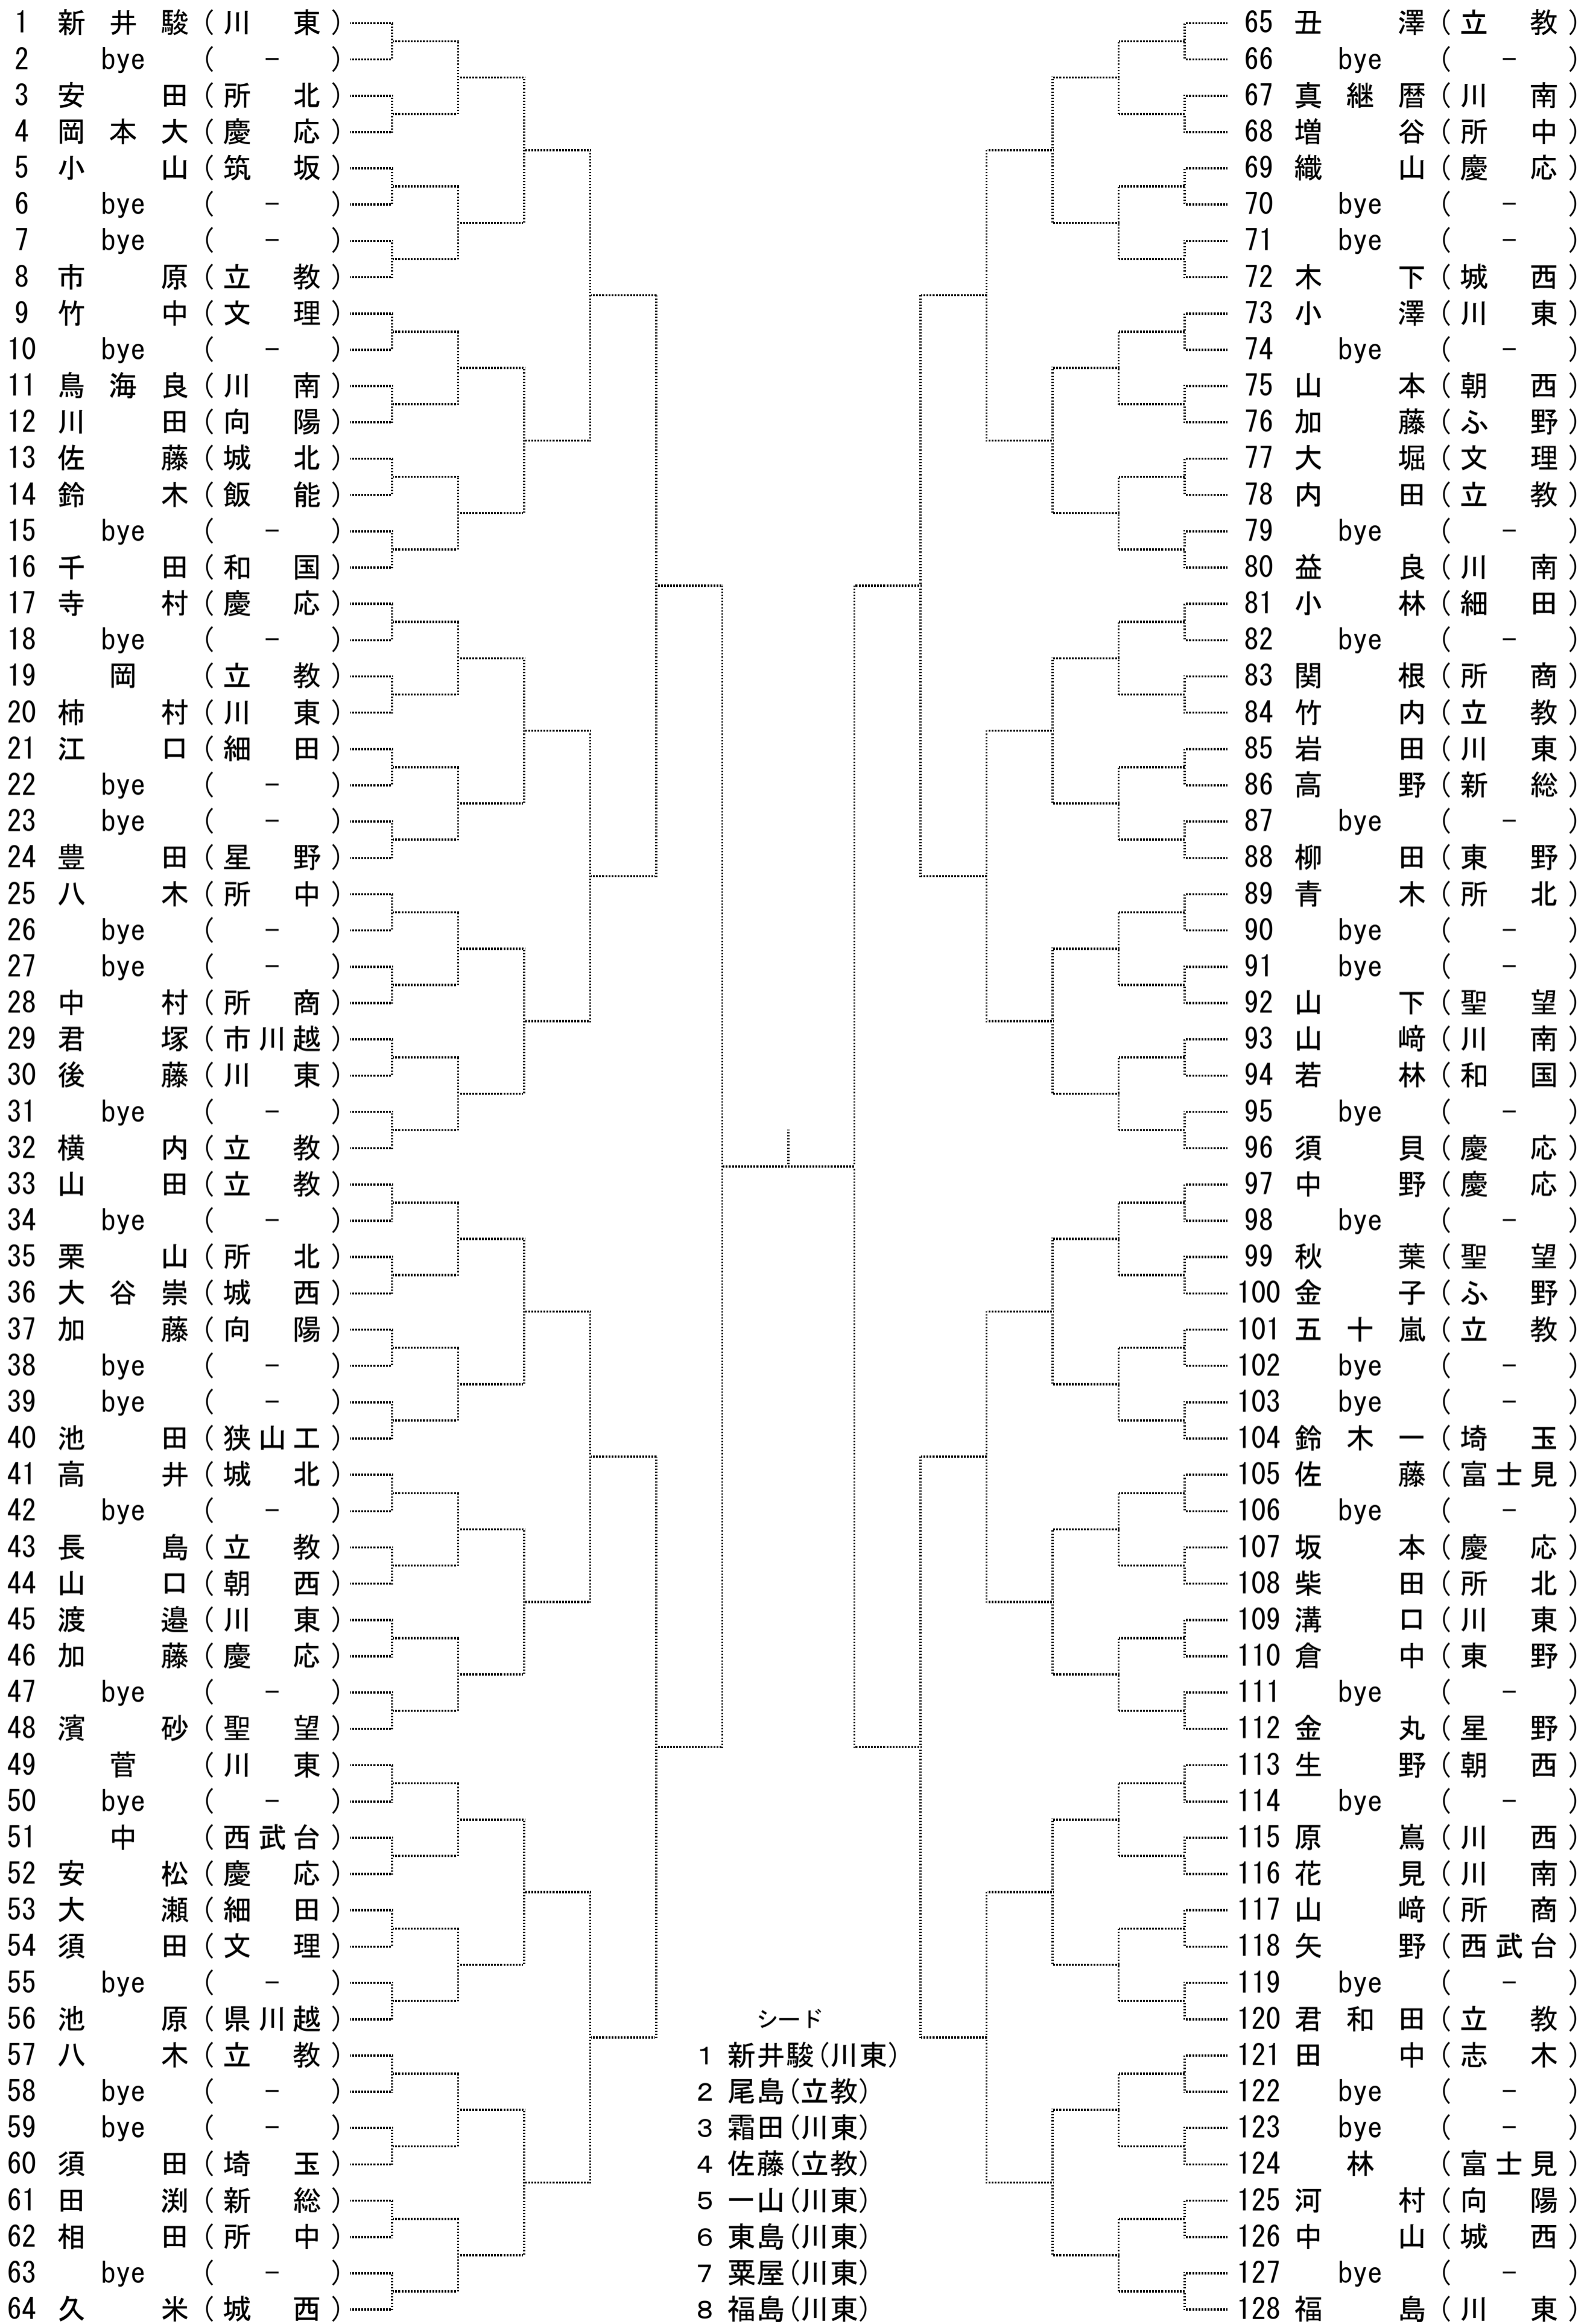 1 新井駿(川東)
2 bye (-)
3 安田(所北)
4 岡本大(慶応)
5 小山(筑坂)
6 bye (-)
7 bye (-)
8 市原(立教)
9 竹中(文理)
10 bye (-)
11 鳥海良(川南)
12 川田(向陽)
13 佐藤(城北)
14 鈴木(飯能)
15 bye (-)
16 千田(和国)
17 寺村(慶応)
18 bye (-)
19 岡(立教)
20 柿村(川東)
21 江口(細田)
22 bye (-)
23 bye (-)
24 豊田(星野)
25 八木(所中)
26 bye (-)
27 bye (-)
28 中村(所商)
29 君塚(市川越)
30 後藤(川東)
31 bye (-)
32 横内(立教)
33 山田(立教)
34 bye (-)
35 栗山(所北)
36 大谷崇(城西)
37 加藤(向陽)
38 bye (-)
39 bye (-)
40 池田(狭山工)
41 高井(城北)
42 bye (-)
43 長島(立教)
44 山口(朝西)
45 渡邉(川東)
46 加藤(慶応)
47 bye (-)
48 濱砂(聖望)
49 菅(川東)
50 bye (-)
51 中(西武台)
52 安松(慶応)
53 大瀬(細田)
54 須田(文理)
55 bye (-)
56 池原(県川越)
57 八木(立教)
58 bye (-)
59 bye (-)
60 須田(埼玉)
61 田渕(新総)
62 相田(所中)
63 bye (-)
64 久米(城西)
シード
1 新井駿(川東)
2 尾島(立教)
3 霜田(川東)
4 佐藤(立教)
5 一山(川東)
6 東島(川東)
7 粟屋(川東)
8 福島(川東)
65 丑澤(立教)
66 bye (-)
67 真継暦(川南)
68 増谷(所中)
69 織山(慶応)
70 bye (-)
71 bye (-)
72 木下(城西)
73 小澤(川東)
74 bye (-)
75 山本(朝西)
76 加藤(ふ野)
77 大堀(文理)
78 内田(立教)
79 bye (-)
80 益良(川南)
81 小林(細田)
82 bye (-)
83 関根(所商)
84 竹内(立教)
85 岩田(川東)
86 高野(新総)
87 bye (-)
88 柳田(東野)
89 青木(所北)
90 bye (-)
91 bye (-)
92 山下(聖望)
93 山﨑(川南)
94 若林(和国)
95 bye (-)
96 須貝(慶応)
97 中野(慶応)
98 bye (-)
99 秋葉(聖望)
100 金子(ふ野)
101 五十嵐(立教)
102 bye (-)
103 bye (-)
104 鈴木一(埼玉)
105 佐藤(富士見)
106 bye (-)
107 坂本(慶応)
108 柴田(所北)
109 溝口(川東)
110 倉中(東野)
111 bye (-)
112 金丸(星野)
113 生野(朝西)
114 bye (-)
115 原嶌(川西)
116 花見(川南)
117 山﨑(所商)
118 矢野(西武台)
119 bye (-)
120 君和田(立教)
121 田中(志木)
122 bye (-)
123 bye (-)
124 林(富士見)
125 河村(向陽)
126 中山(城西)
127 bye (-)
128 福島(川東)